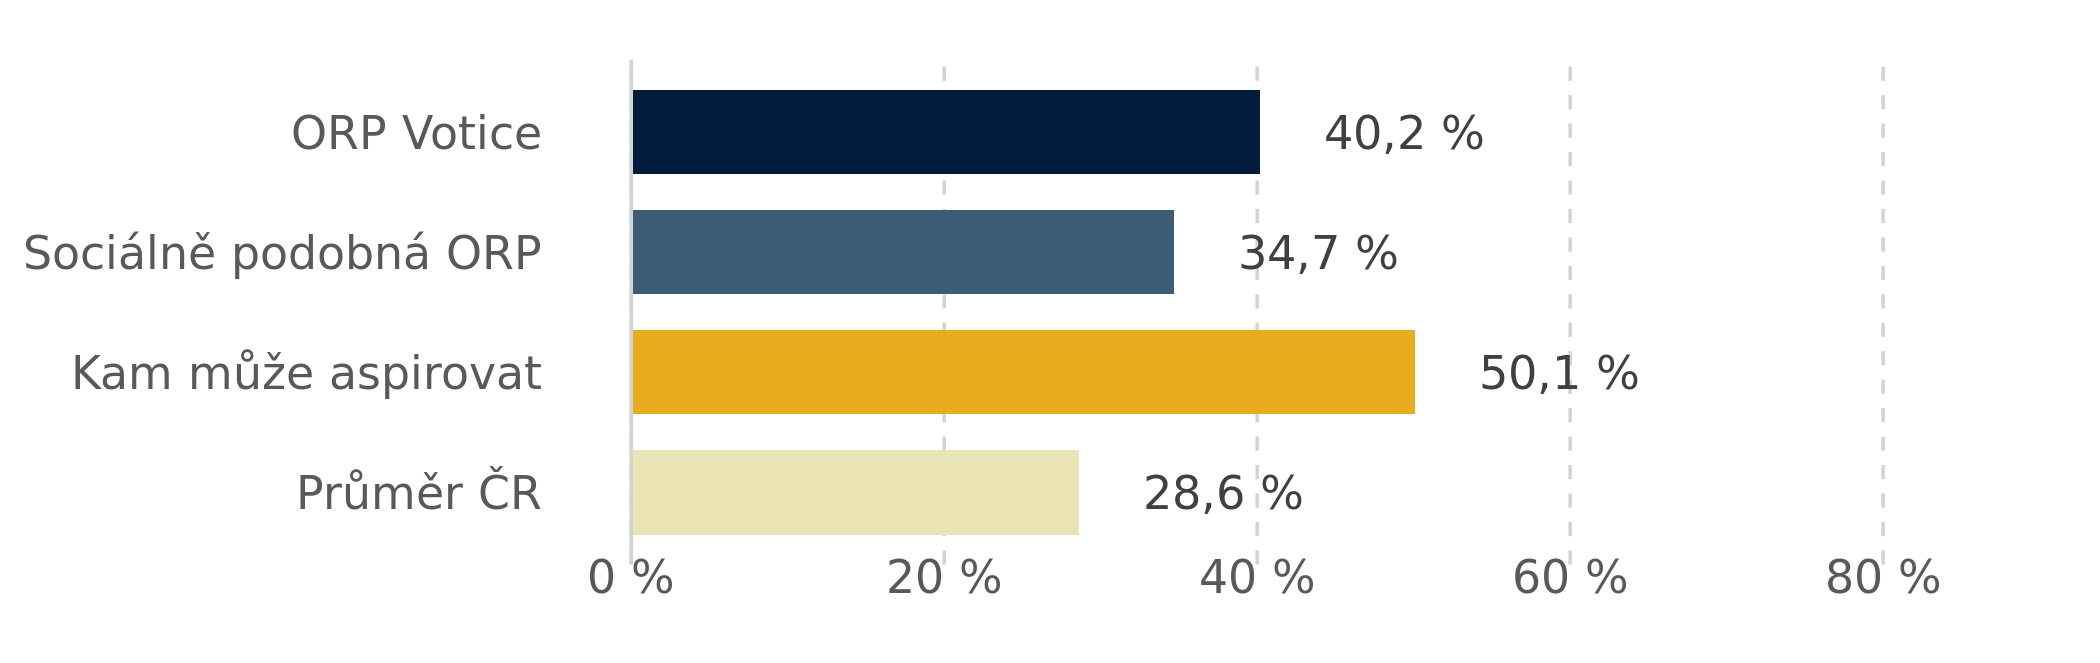 ORP Votice 40,2 %
Sociálně podobná ORP 34,7 %
Kam může aspirovat 50,1 %
Průměr ČR 28,6 %
0 % 20 % 40 % 60 % 80 %